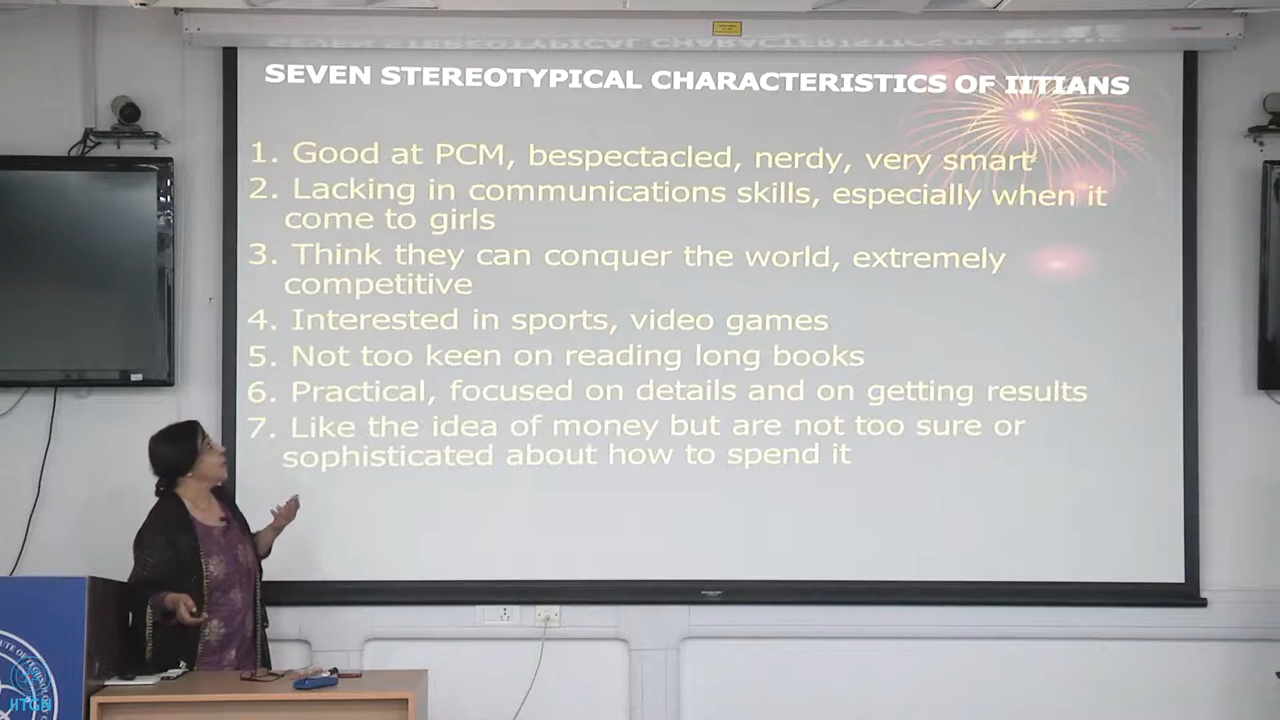 SEVEN STEREOTYPICAL CHARACTERISTICS OF IITIANS
1. Good at PCM, bespectacled, nerdy, very smart
2. Lacking in communications skills, especially when it
come to girls
3. Think they can conquer the world, extremely
competitive
4. Interested in sports, video games
5. Not too keen on reading long books
6. Practical, focused on details and on getting results
7. Like the idea of money but are not too sure or
sophisticated about how to spend it
IITGN